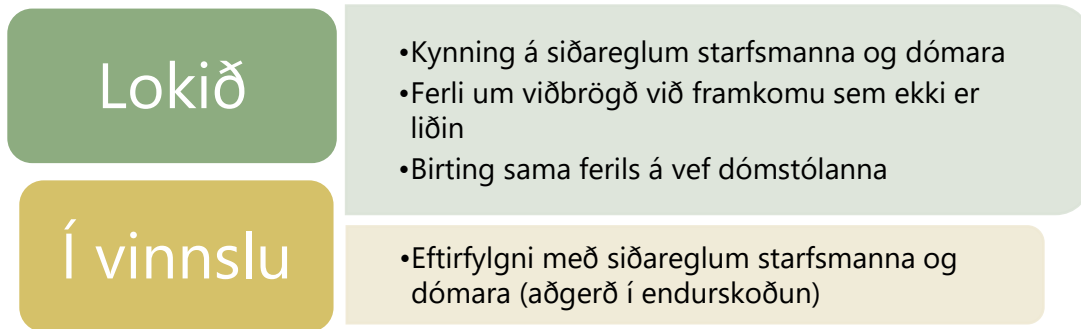 Lokið
•Kynning á siðareglum starfsmanna og dómara
•Ferli um viðbrögð við framkomu sem ekki er
liðin
•Birting sama ferils á vef dómstólanna
Í vinnslu
•Eftirfylgni með siðareglum starfsmanna og
dómara (aðgerð í endurskoðun)